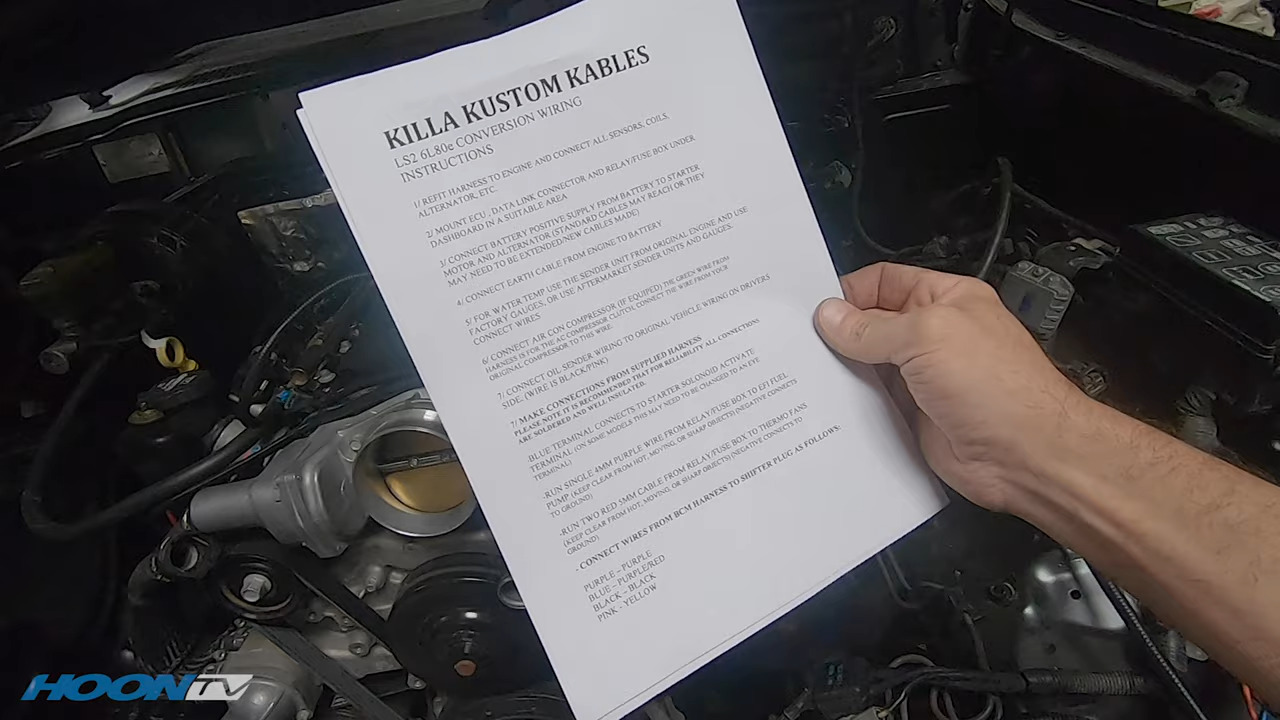 KILLA KUSTOM KABLES
LS2 6L80e CONVERSION WIRING
INSTRUCTIONS
1/ REFIT HARNESS TO ENGINE AND CONNECT ALL SENSORS, COILS,
ALTERNATOR, ETC.
2/ MOUNT ECU , DATA LINK CONNECTOR AND RELAY/FUSE BOX UNDER
DASHBOARD IN A SUITABLE AREA
3/ CONNECT BATTERY POSITIVE SUPPLY FROM BATTERY TO STARTER
MOTOR AND ALTERNATOR (STANDARD CABLES MAY REACH OR THEY
MAY NEED TO BE EXTENDED/NEW CABLES MADE)
4/ CONNECT EARTH CABLE FROM ENGINE TO BATTERY
5/ FOR WATER TEMP USE THE SENDER UNIT FROM ORIGINAL ENGINE AND USE
FACTORY GAUGES, OR USE AFTERMARKET SENDER UNITS AND GAUGES.
CONNECT WIRES
6/ CONNECT AIR CON COMPRESSOR (IF EQUIPED) THE GREEN WIRE FROM
HARNESS IS FOR THE AC COMPRESSOR CLUTCH, CONNECT THE WIRE FROM YOUR
ORIGINAL COMPRESSOR TO THIS WIRE.
7/ CONNECT OIL SENDER WIRING TO ORIGINAL VEHICLE WIRING ON DRIVERS
SIDE. (WIRE IS BLACK/PINK)
7/ MAKE CONNECTIONS FROM SUPPLIED HARNESS
PLEASE NOTE IT IS RECOMMENDED THAT FOR RELIABILITY ALL CONNECTIONS
ARE SOLDERED AND WELL INSULATED.
-BLUE TERMINAL CONNECTS TO STARTER SOLONOID ACTIVATE
TERMINAL (ON SOME MODELS THIS MAY NEED TO BE CHANGED TO AN EYE
TERMINAL)
-RUN SINGLE 4MM PURPLE WIRE FROM RELAY/FUSE BOX TO EFI FUEL
PUMP (KEEP CLEAR FROM HOT, MOVING, OR SHARP OBJECTS) (NEGATIVE CONNECTS
TO GROUND)
-RUN TWO RED 5MM CABLE FROM RELAY/FUSE BOX TO THERMO FANS
(KEEP CLEAR FROM HOT, MOVING, OR SHARP OBJECTS) (NEGATIVE CONNECTS TO
GROUND)
- CONNECT WIRES FROM BCM HARNESS TO SHIFTER PLUG AS FOLLOWS:
PURPLE – PURPLE
BLUE – PURPLE/RED
BLACK – BLACK
PINK - YELLOW
HOONTV